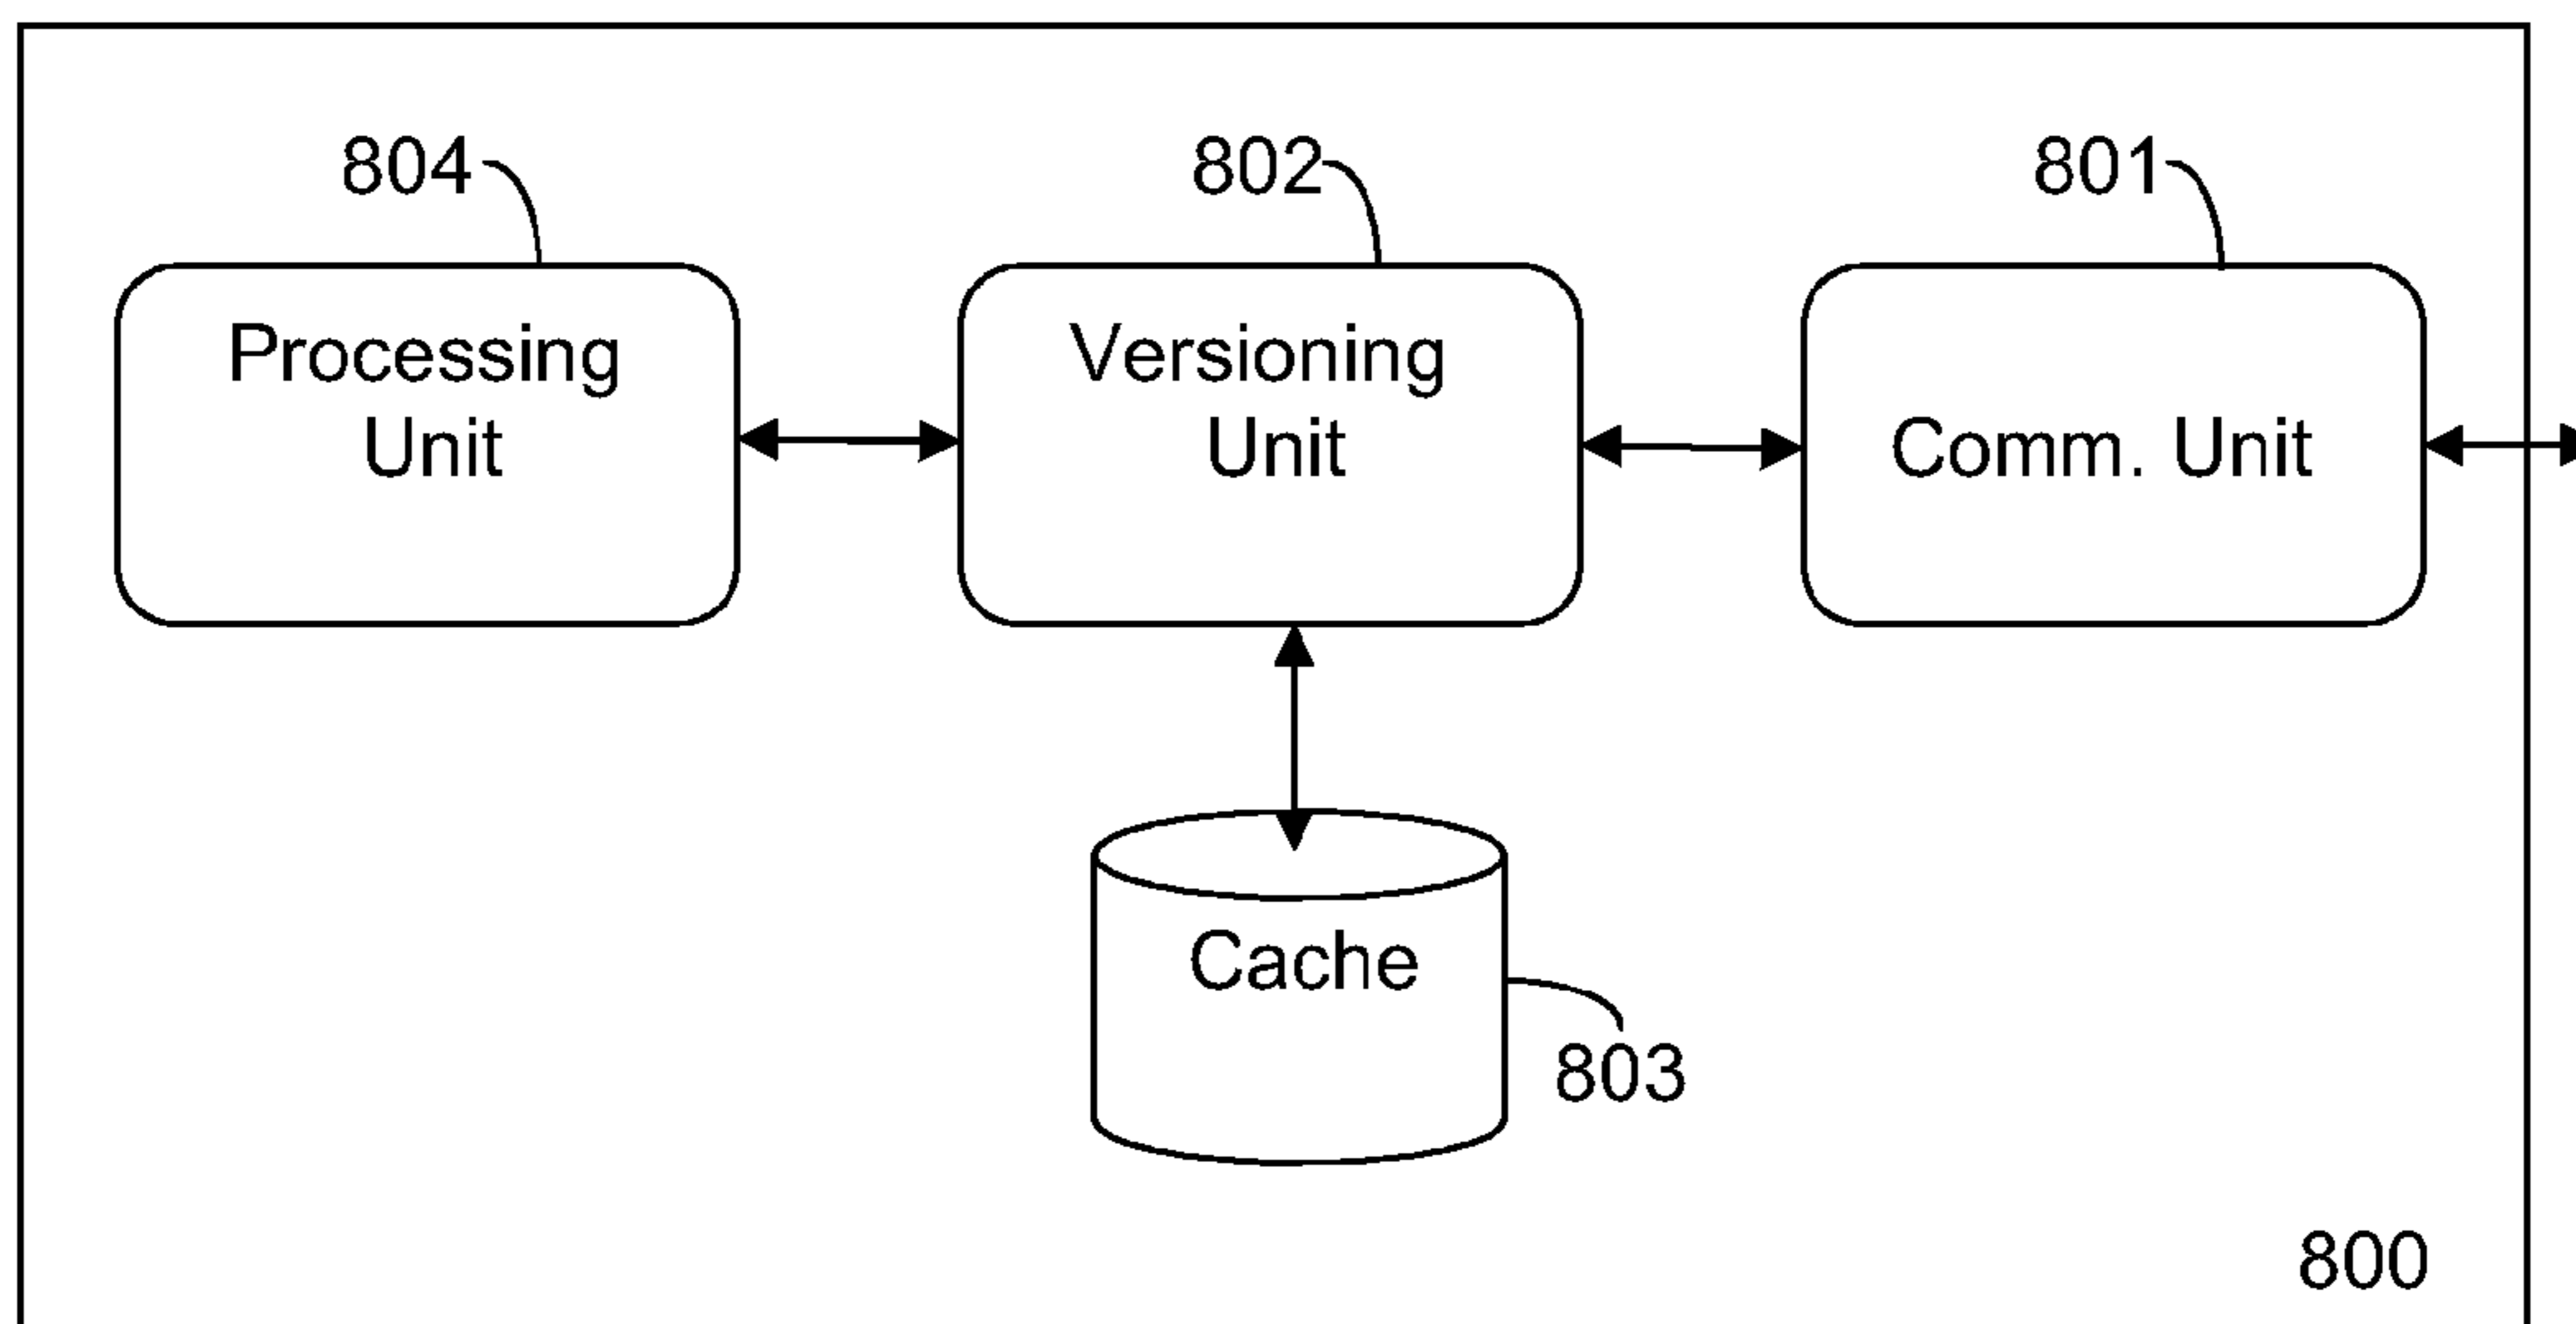 804
802
801
Processing
Unit
Versioning
Unit
Comm. Unit
Cache
803
800